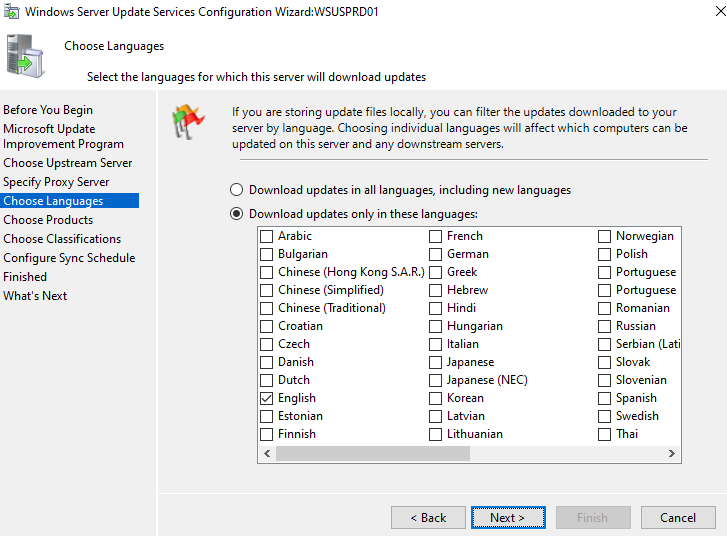 Windows Server Update Services Configuration Wizard:WSUSPRD01
Choose Languages
Select the languages for which this server will download updates
Before You Begin
Microsoft Update
Improvement Program
Choose Upstream Server
Specify Proxy Server
Choose Languages
Choose Products
Choose Classifications
Configure Sync Schedule
Finished
What's Next
If you are storing update files locally, you can filter the updates downloaded to your
server by language. Choosing individual languages will affect which computers can be
updated on this server and any downstream servers.
Download updates in all languages, including new languages
Download updates only in these languages:
Arabic
Bulgarian
Chinese (Hong Kong S.A.R.)
Chinese (Simplified)
Chinese (Traditional)
Croatian
Czech
Danish
Dutch
English
Estonian
Finnish
French
German
Greek
Hebrew
Hindi
Hungarian
Italian
Japanese
Japanese (NEC)
Korean
Latvian
Lithuanian
Norwegian
Polish
Portuguese
Portuguese
Romanian
Russian
Serbian (Lati
Slovak
Slovenian
Spanish
Swedish
Thai
< Back
Next >
Finish
Cancel